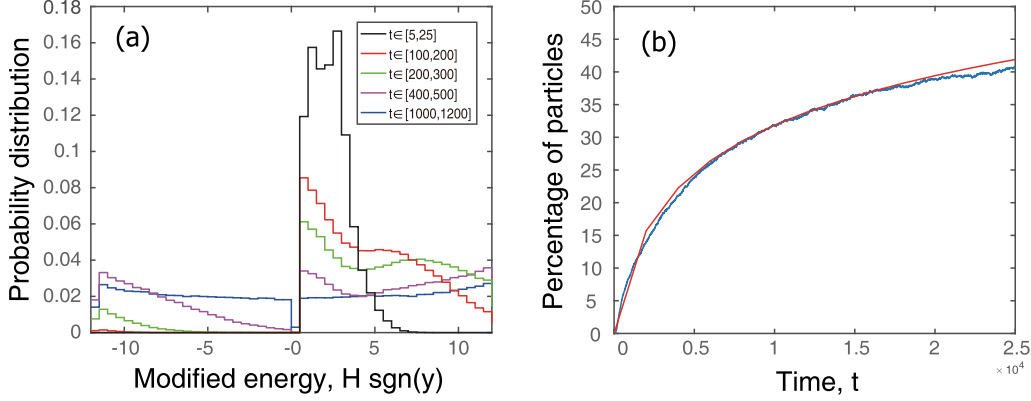 (a)
t∈[5,25]
t∈[100,200]
t∈[200,300]
t∈[400,500]
t∈[1000,1200]
0.18
0.16
0.14
0.12
0.1
0.08
0.06
0.04
0.02
0
-10 -5 -0 5 10
Probability distribution
Modified energy, H sgn(y)
(b)
50
45
40
35
30
25
20
15
10
5
0
0 0.5 1 1.5 2 2.5
× 10⁴
Percentage of particles
Time, t